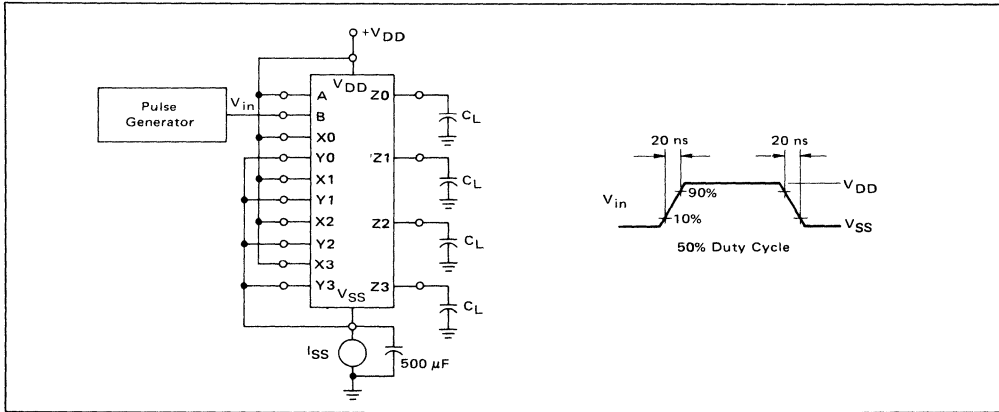 +VDD
Pulse
Generator
Vin
VDD
A
B
X0
Y0
X1
Y1
X2
Y2
X3
Y3
VSS
Z0
Z1
Z2
Z3
CL
CL
CL
CL
ISS
500 μF
20 ns
20 ns
Vin
90%
10%
VDD
VSS
50% Duty Cycle